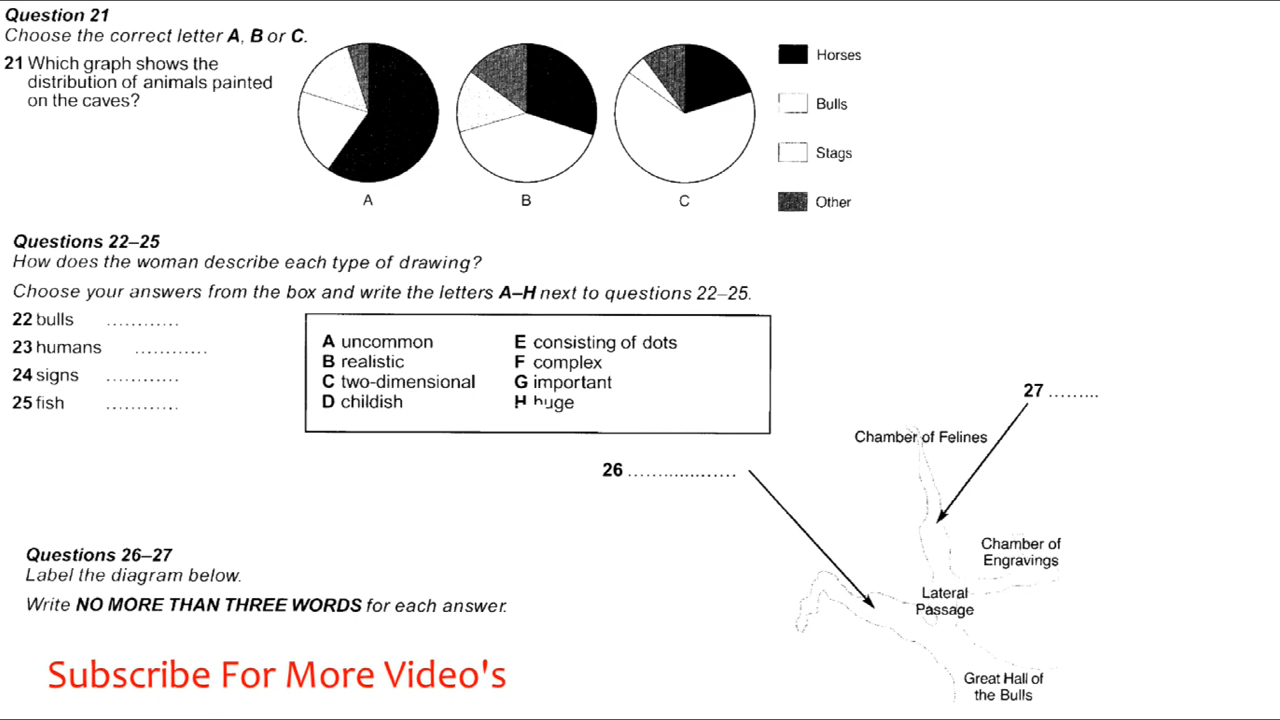 Question 21
Choose the correct letter A, B or C.
21 Which graph shows the
distribution of animals painted
on the caves?
A
B
C
Horses
Bulls
Stags
Other
Questions 22–25
How does the woman describe each type of drawing?
Choose your answers from the box and write the letters A–H next to questions 22–25.
22 bulls ............
23 humans ............
24 signs ............
25 fish ............
A uncommon
B realistic
C two-dimensional
D childish
E consisting of dots
F complex
G important
H huge
26 ...................
27 .........
Chamber of Felines
Chamber of
Engravings
Lateral
Passage
Great Hall of
the Bulls
Questions 26–27
Label the diagram below.
Write NO MORE THAN THREE WORDS for each answer.
Subscribe For More Video's